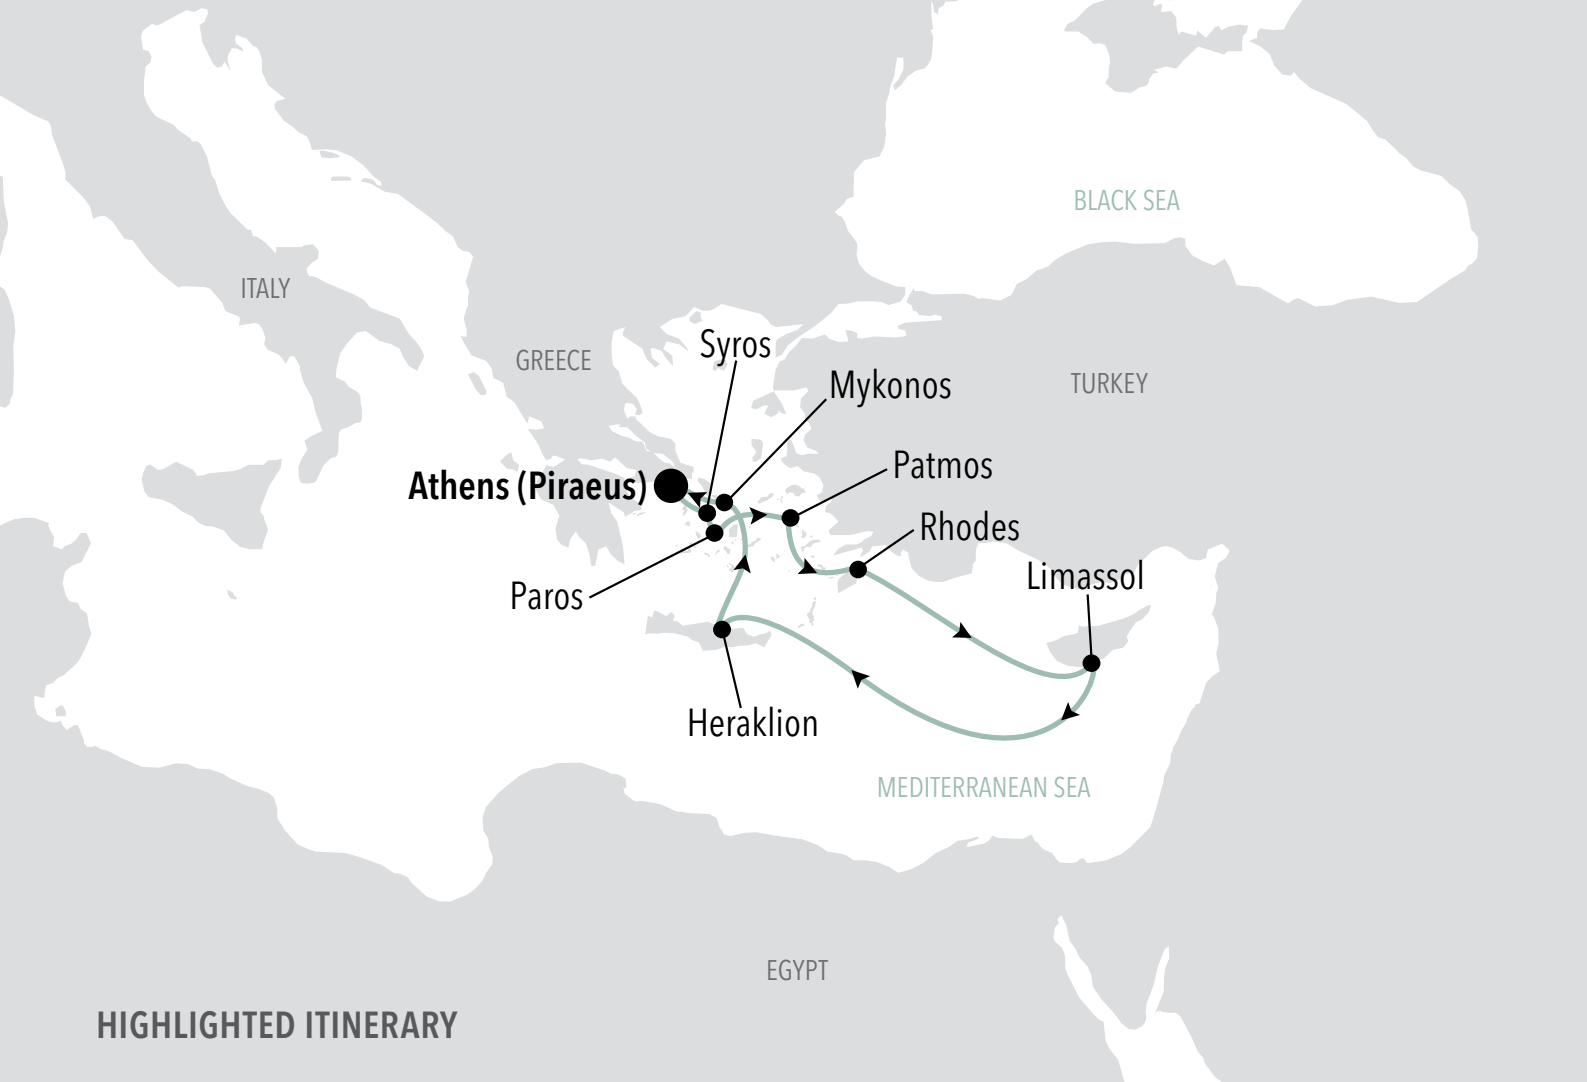 BLACK SEA
ITALY
GREECE
Syros
Mykonos
TURKEY
Patmos
Athens (Piraeus)
Rhodes
Limassol
Paros
Heraklion
MEDITERRANEAN SEA
EGYPT
HIGHLIGHTED ITINERARY